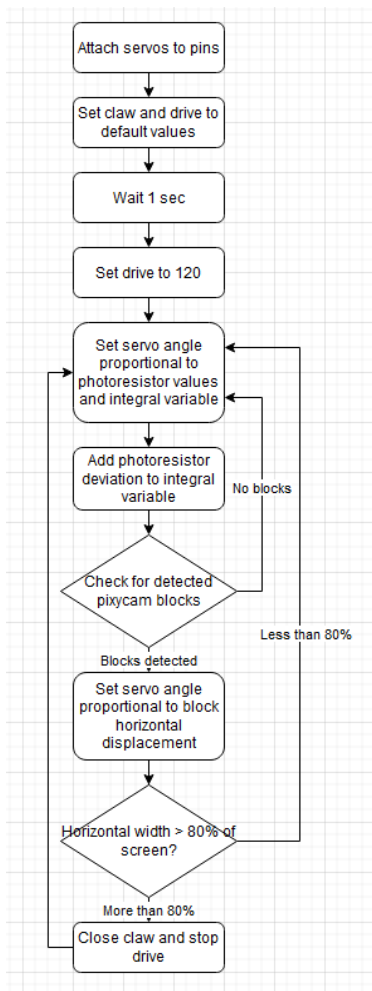 Attach servos to pins
Set claw and drive to
default values
Wait 1 sec
Set drive to 120
Set servo angle
proportional to
photoresistor values
and integral variable
Add photoresistor
deviation to integral
variable
No blocks
Check for detected
pixycam blocks
Less than 80%
Blocks detected
Set servo angle
proportional to block
horizontal
displacement
Horizontal width > 80% of
screen?
More than 80%
Close claw and stop
drive